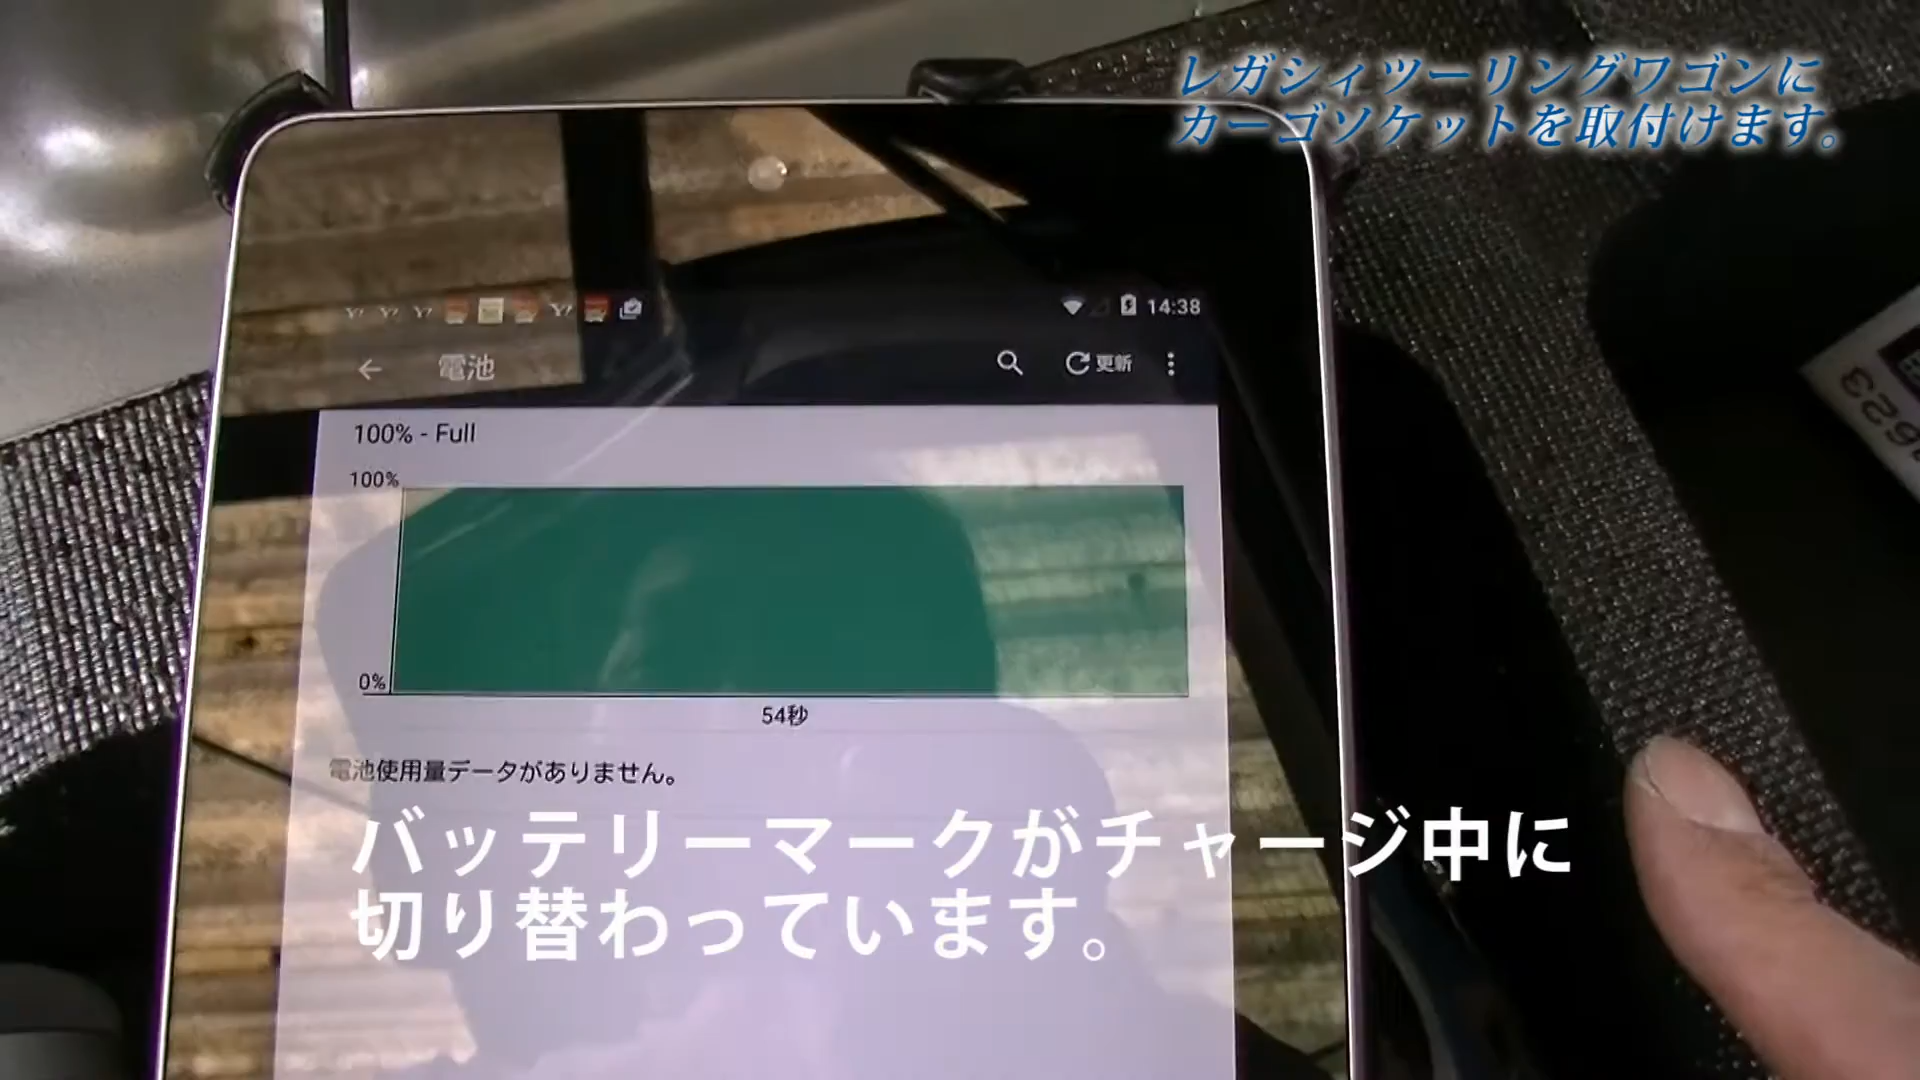 レガシィツーリングワゴンに
カーゴソケットを取付けます。
14:38
電池
更新
100% - Full
100%
0%
54秒
電池使用量データがありません。
バッテリーマークがチャージ中に
切り替わっています。